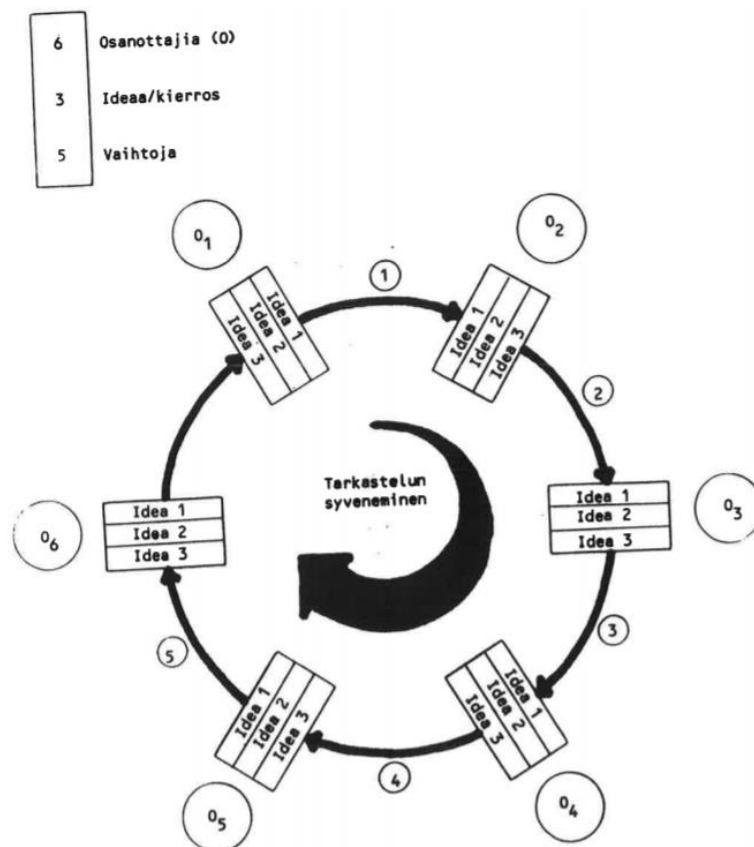 6 Osanottajia (O)
3 Ideaa/kierros
5 Vaihtoja
O1
O2
1
Idea 1
Idea 2
Idea 3
Idea 1
Idea 2
Idea 3
2
Tarkastelun
syveneminen
O6
Idea 1
Idea 2
Idea 3
Idea 1
Idea 2
Idea 3
O3
5
3
Idea 1
Idea 2
Idea 3
Idea 1
Idea 2
Idea 3
4
O5
O4